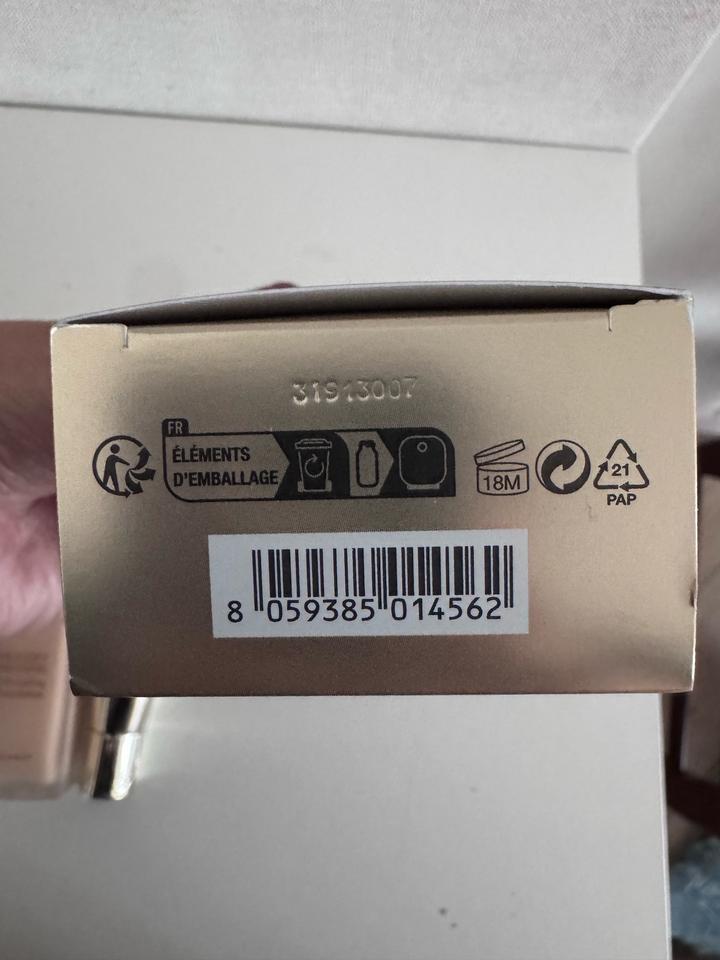 31913007
FR
ÉLÉMENTS
D'EMBALLAGE
18M
21
PAP
8 059385 014562